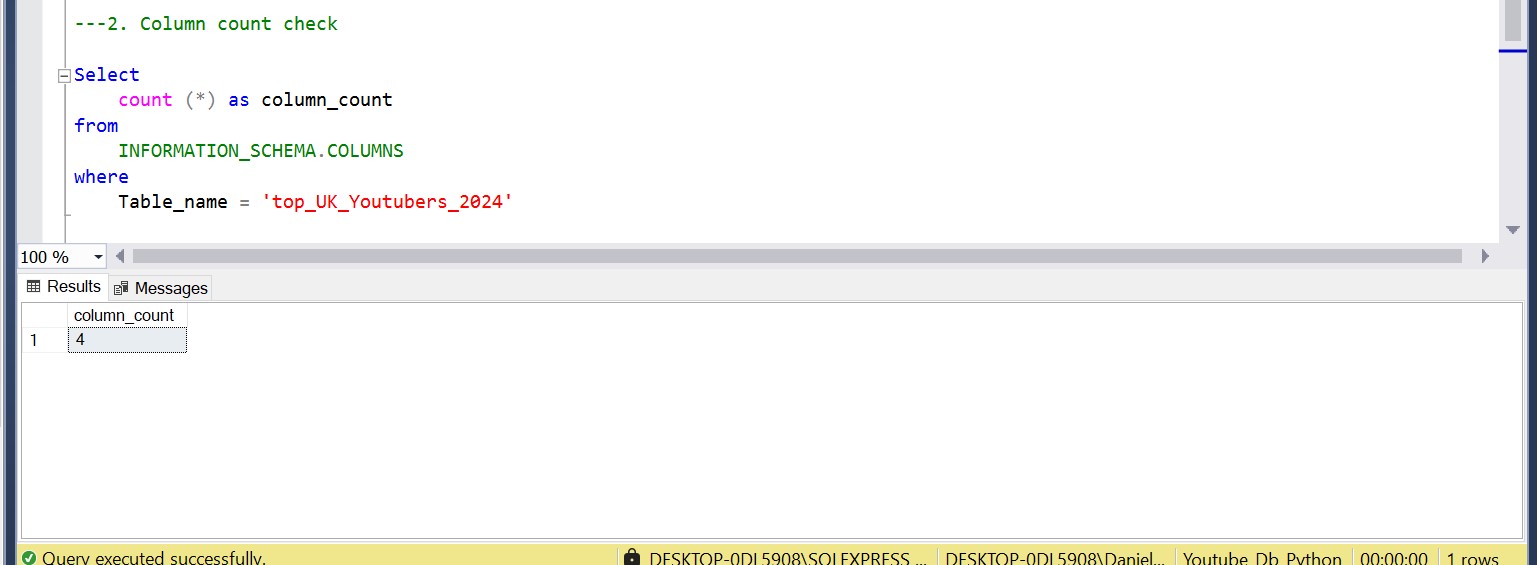 ---2. Column count check
Select
count (*) as column_count
from
INFORMATION_SCHEMA.COLUMNS
where
Table_name = 'top_UK_Youtubers_2024'
100 %
Results Messages
column_count
1 4
Query executed successfully. DESKTOP-0DL5908\SQLEXPRESS ... DESKTOP-0DL5908\Daniel... Youtube_Db_Python 00:00:00 1 rows